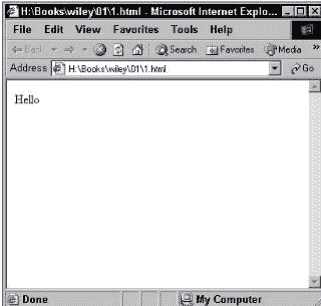 H:\Books\wiley\01\1.html - Microsoft Internet Explo...
File Edit View Favorites Tools Help
Back Search Favorites Media »
Address H:\Books\wiley\01\1.html Go
Hello
Done My Computer